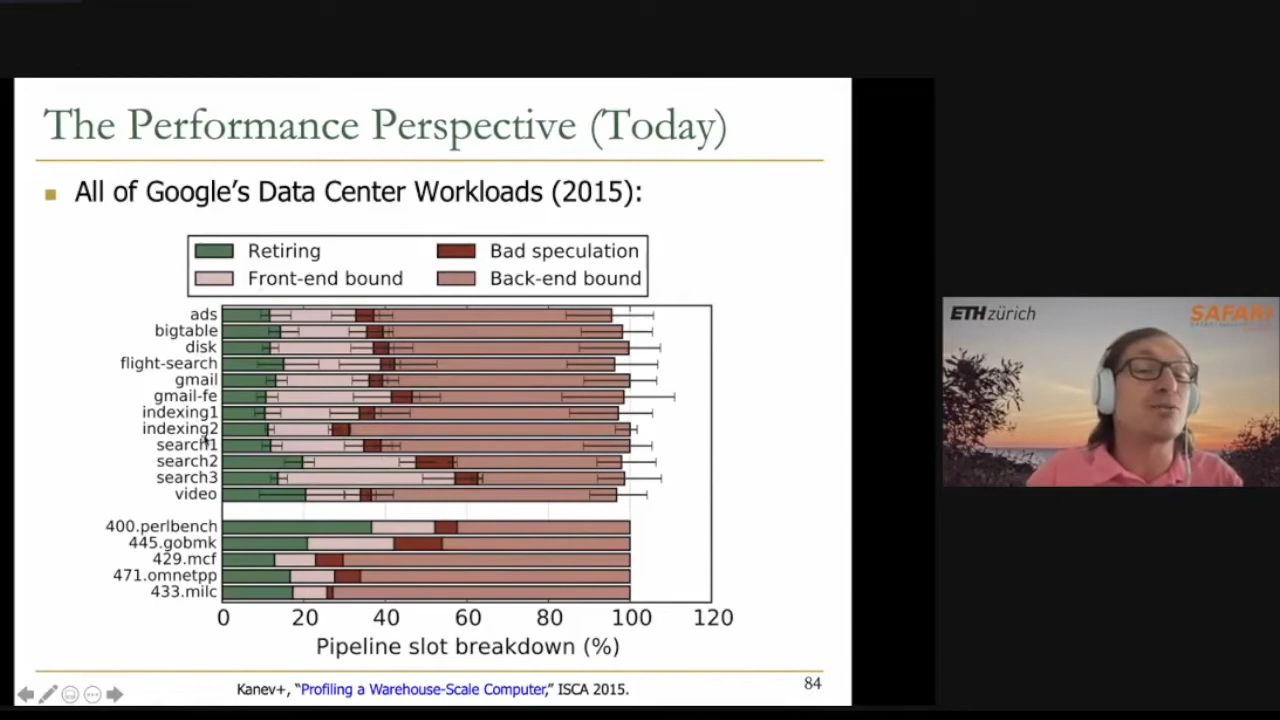 The Performance Perspective (Today)
All of Google's Data Center Workloads (2015):
Retiring
Bad speculation
Front-end bound
Back-end bound
ads
bigtable
disk
flight-search
gmail
gmail-fe
indexing1
indexing2
search1
search2
search3
video
400.perlbench
445.gobmk
429.mcf
471.omnetpp
433.milc
0 20 40 60 80 100 120
Pipeline slot breakdown (%)
Kanev+, “Profiling a Warehouse-Scale Computer,” ISCA 2015.
84
ETH zürich
SAFARI